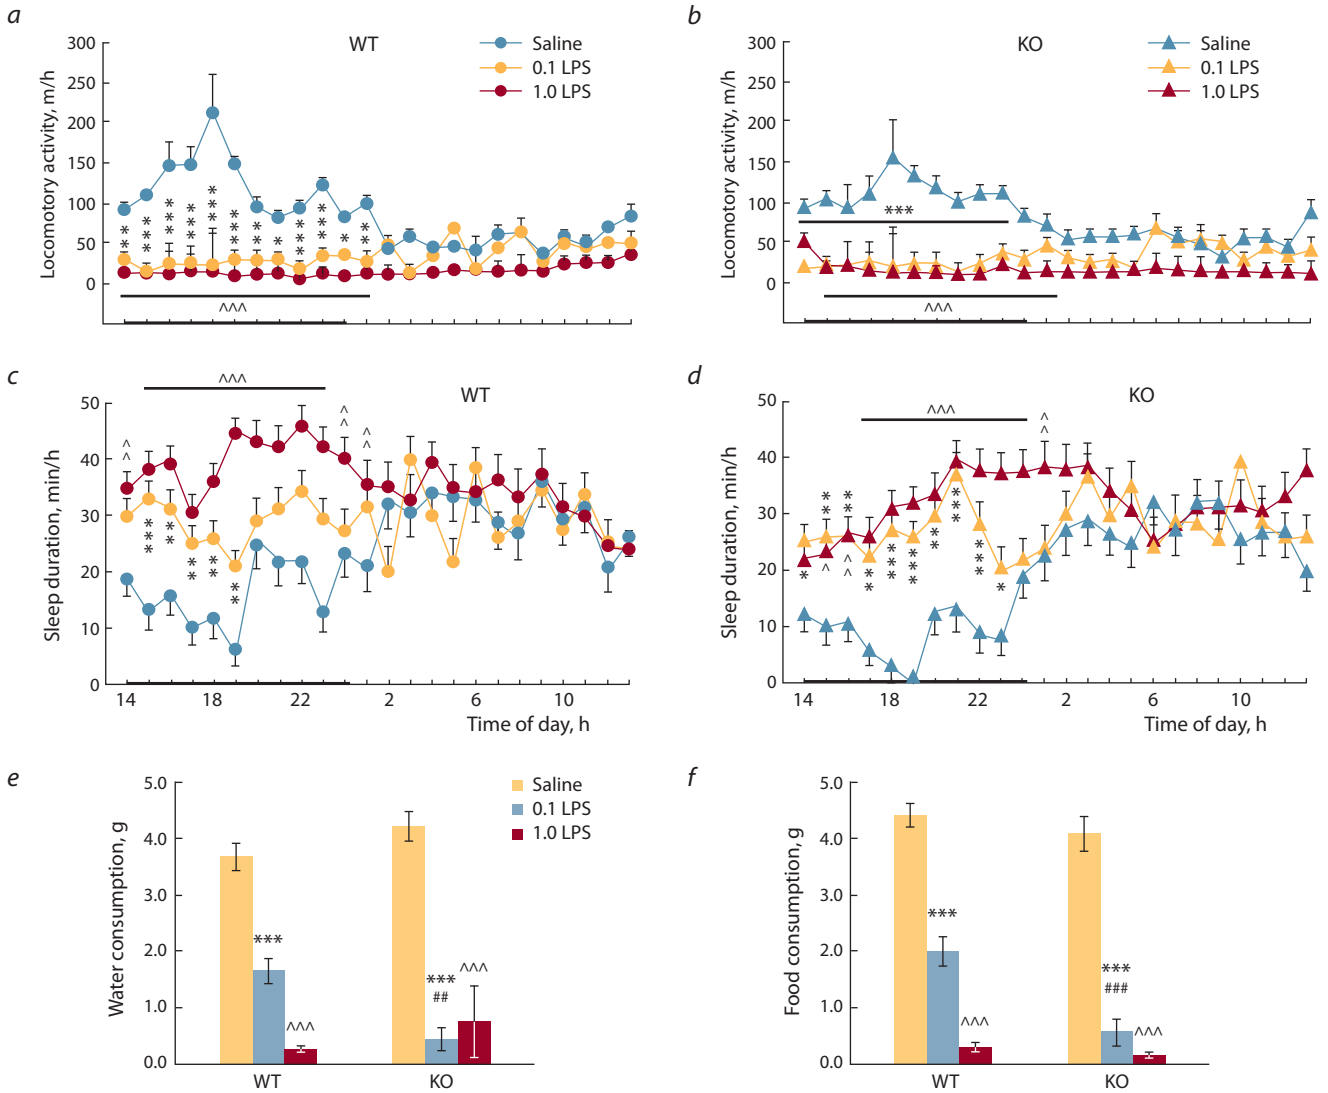 a
WT
Saline
0.1 LPS
1.0 LPS
Locomotory activity, m/h
300
250
200
150
100
50
0
**
***
***
***
***
***
**
*
***
***
*
**
^^^
b
KO
Saline
0.1 LPS
1.0 LPS
Locomotory activity, m/h
300
250
200
150
100
50
0
***
^^^
c
WT
Sleep duration, min/h
50
40
30
20
10
0
^^^
^^
^^
^^
***
**
**
**
**
14 18 22 2 6 10
Time of day, h
d
KO
Sleep duration, min/h
50
40
30
20
10
0
^^^
^^
*
**
^
**
^^
**
***
***
**
***
***
*
14 18 22 2 6 10
Time of day, h
e
Saline
0.1 LPS
1.0 LPS
Water consumption, g
5.0
4.0
3.0
2.0
1.0
0.0
***
^^^
***
##
^^^
WT KO
f
Food consumption, g
5.0
4.0
3.0
2.0
1.0
0.0
***
^^^
***
###
^^^
WT KO